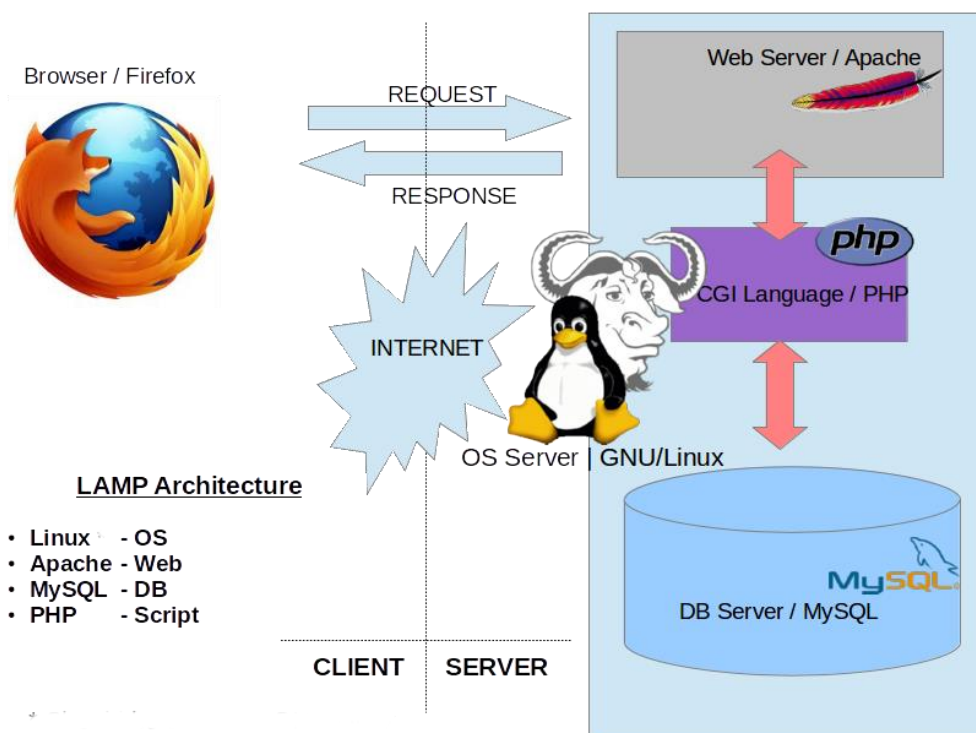 Browser / Firefox
REQUEST
RESPONSE
INTERNET
Web Server / Apache
php
CGI Language / PHP
OS Server | GNU/Linux
MySQL
DB Server / MySQL
LAMP Architecture
• Linux - OS
• Apache - Web
• MySQL - DB
• PHP - Script
CLIENT SERVER